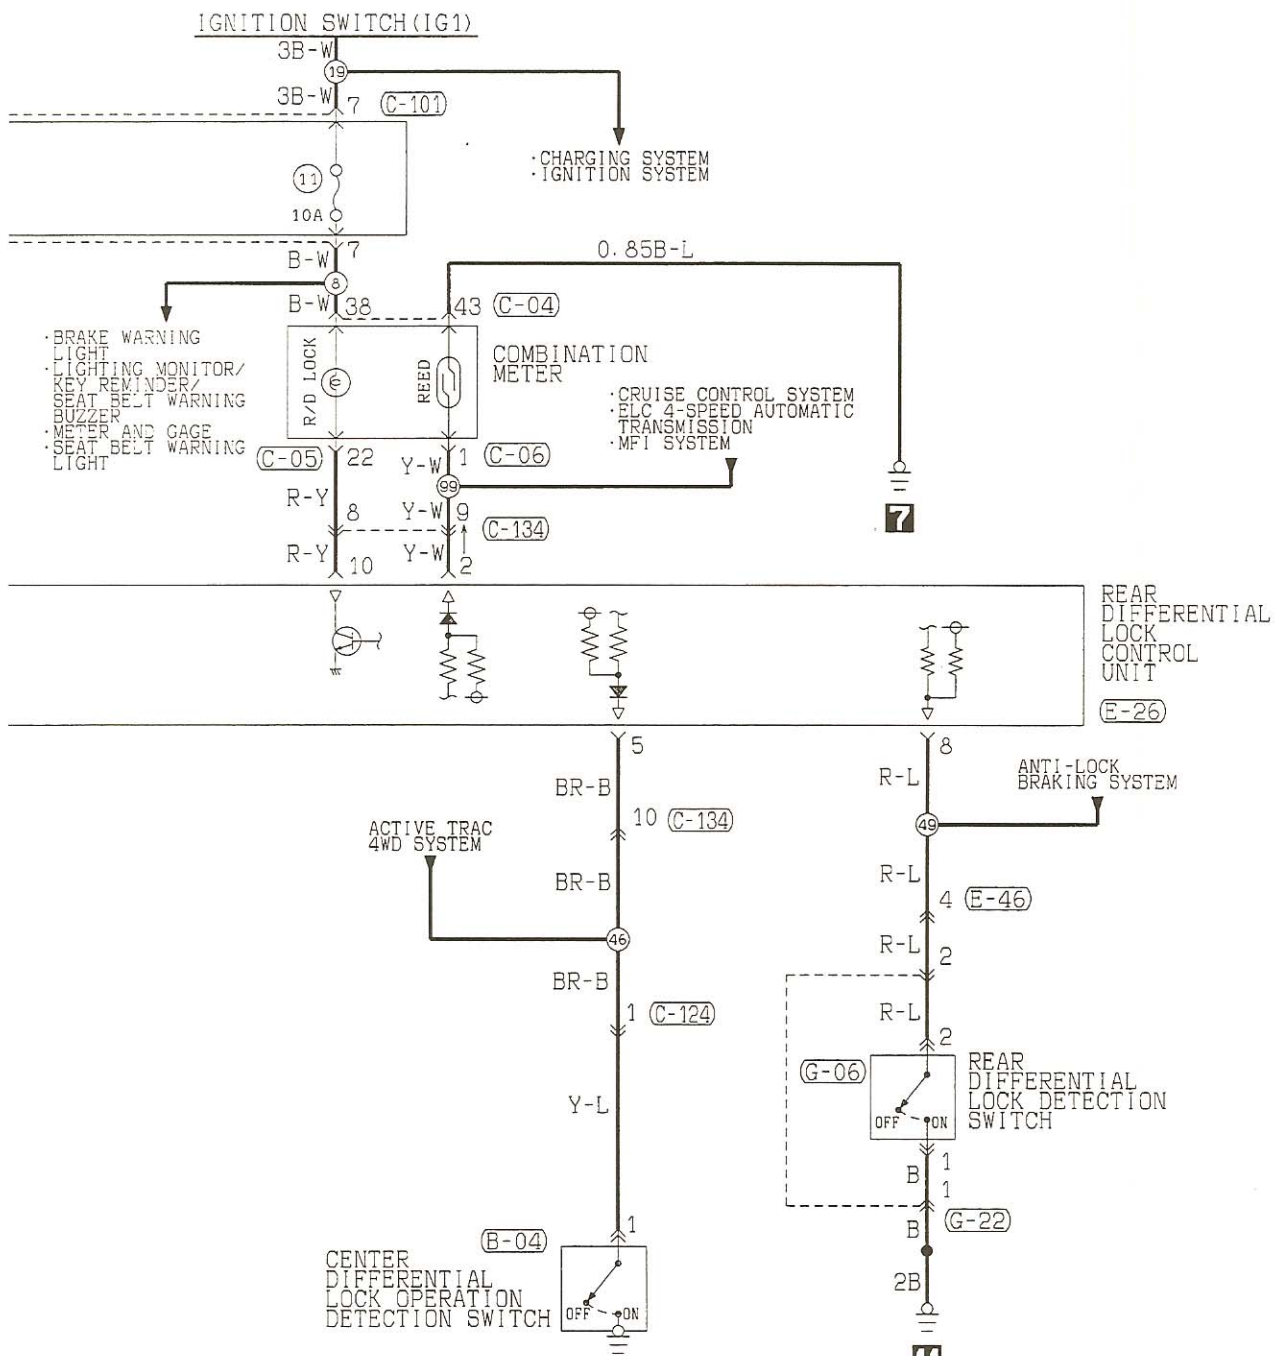 IGNITION SWITCH(IG1)
3B-W
19
3B-W
7
C-101
·CHARGING SYSTEM
·IGNITION SYSTEM
11
10A
7
B-W
8
B-W
38
0.85B-L
43
C-04
·BRAKE WARNING
LIGHT
·LIGHTING MONITOR/
KEY REMINDER/
SEAT BELT WARNING
BUZZER
·METER AND GAGE
·SEAT BELT WARNING
LIGHT
R/D LOCK
REED
COMBINATION
METER
·CRUISE CONTROL SYSTEM
·ELC 4-SPEED AUTOMATIC
TRANSMISSION
·MFI SYSTEM
C-05
22
Y-W
1
C-06
99
R-Y
8
Y-W
9
C-134
7
R-Y
10
Y-W
2
REAR
DIFFERENTIAL
LOCK
CONTROL
UNIT
E-26
5
8
BR-B
R-L
ANTI-LOCK
BRAKING SYSTEM
10
C-134
49
ACTIVE TRAC
4WD SYSTEM
BR-B
R-L
4
E-46
46
R-L
2
BR-B
1
C-124
R-L
2
G-06
REAR
DIFFERENTIAL
LOCK DETECTION
SWITCH
OFF
ON
Y-L
1
B
1
G-22
B
1
B-04
CENTER
DIFFERENTIAL
LOCK OPERATION
DETECTION SWITCH
OFF
ON
2B